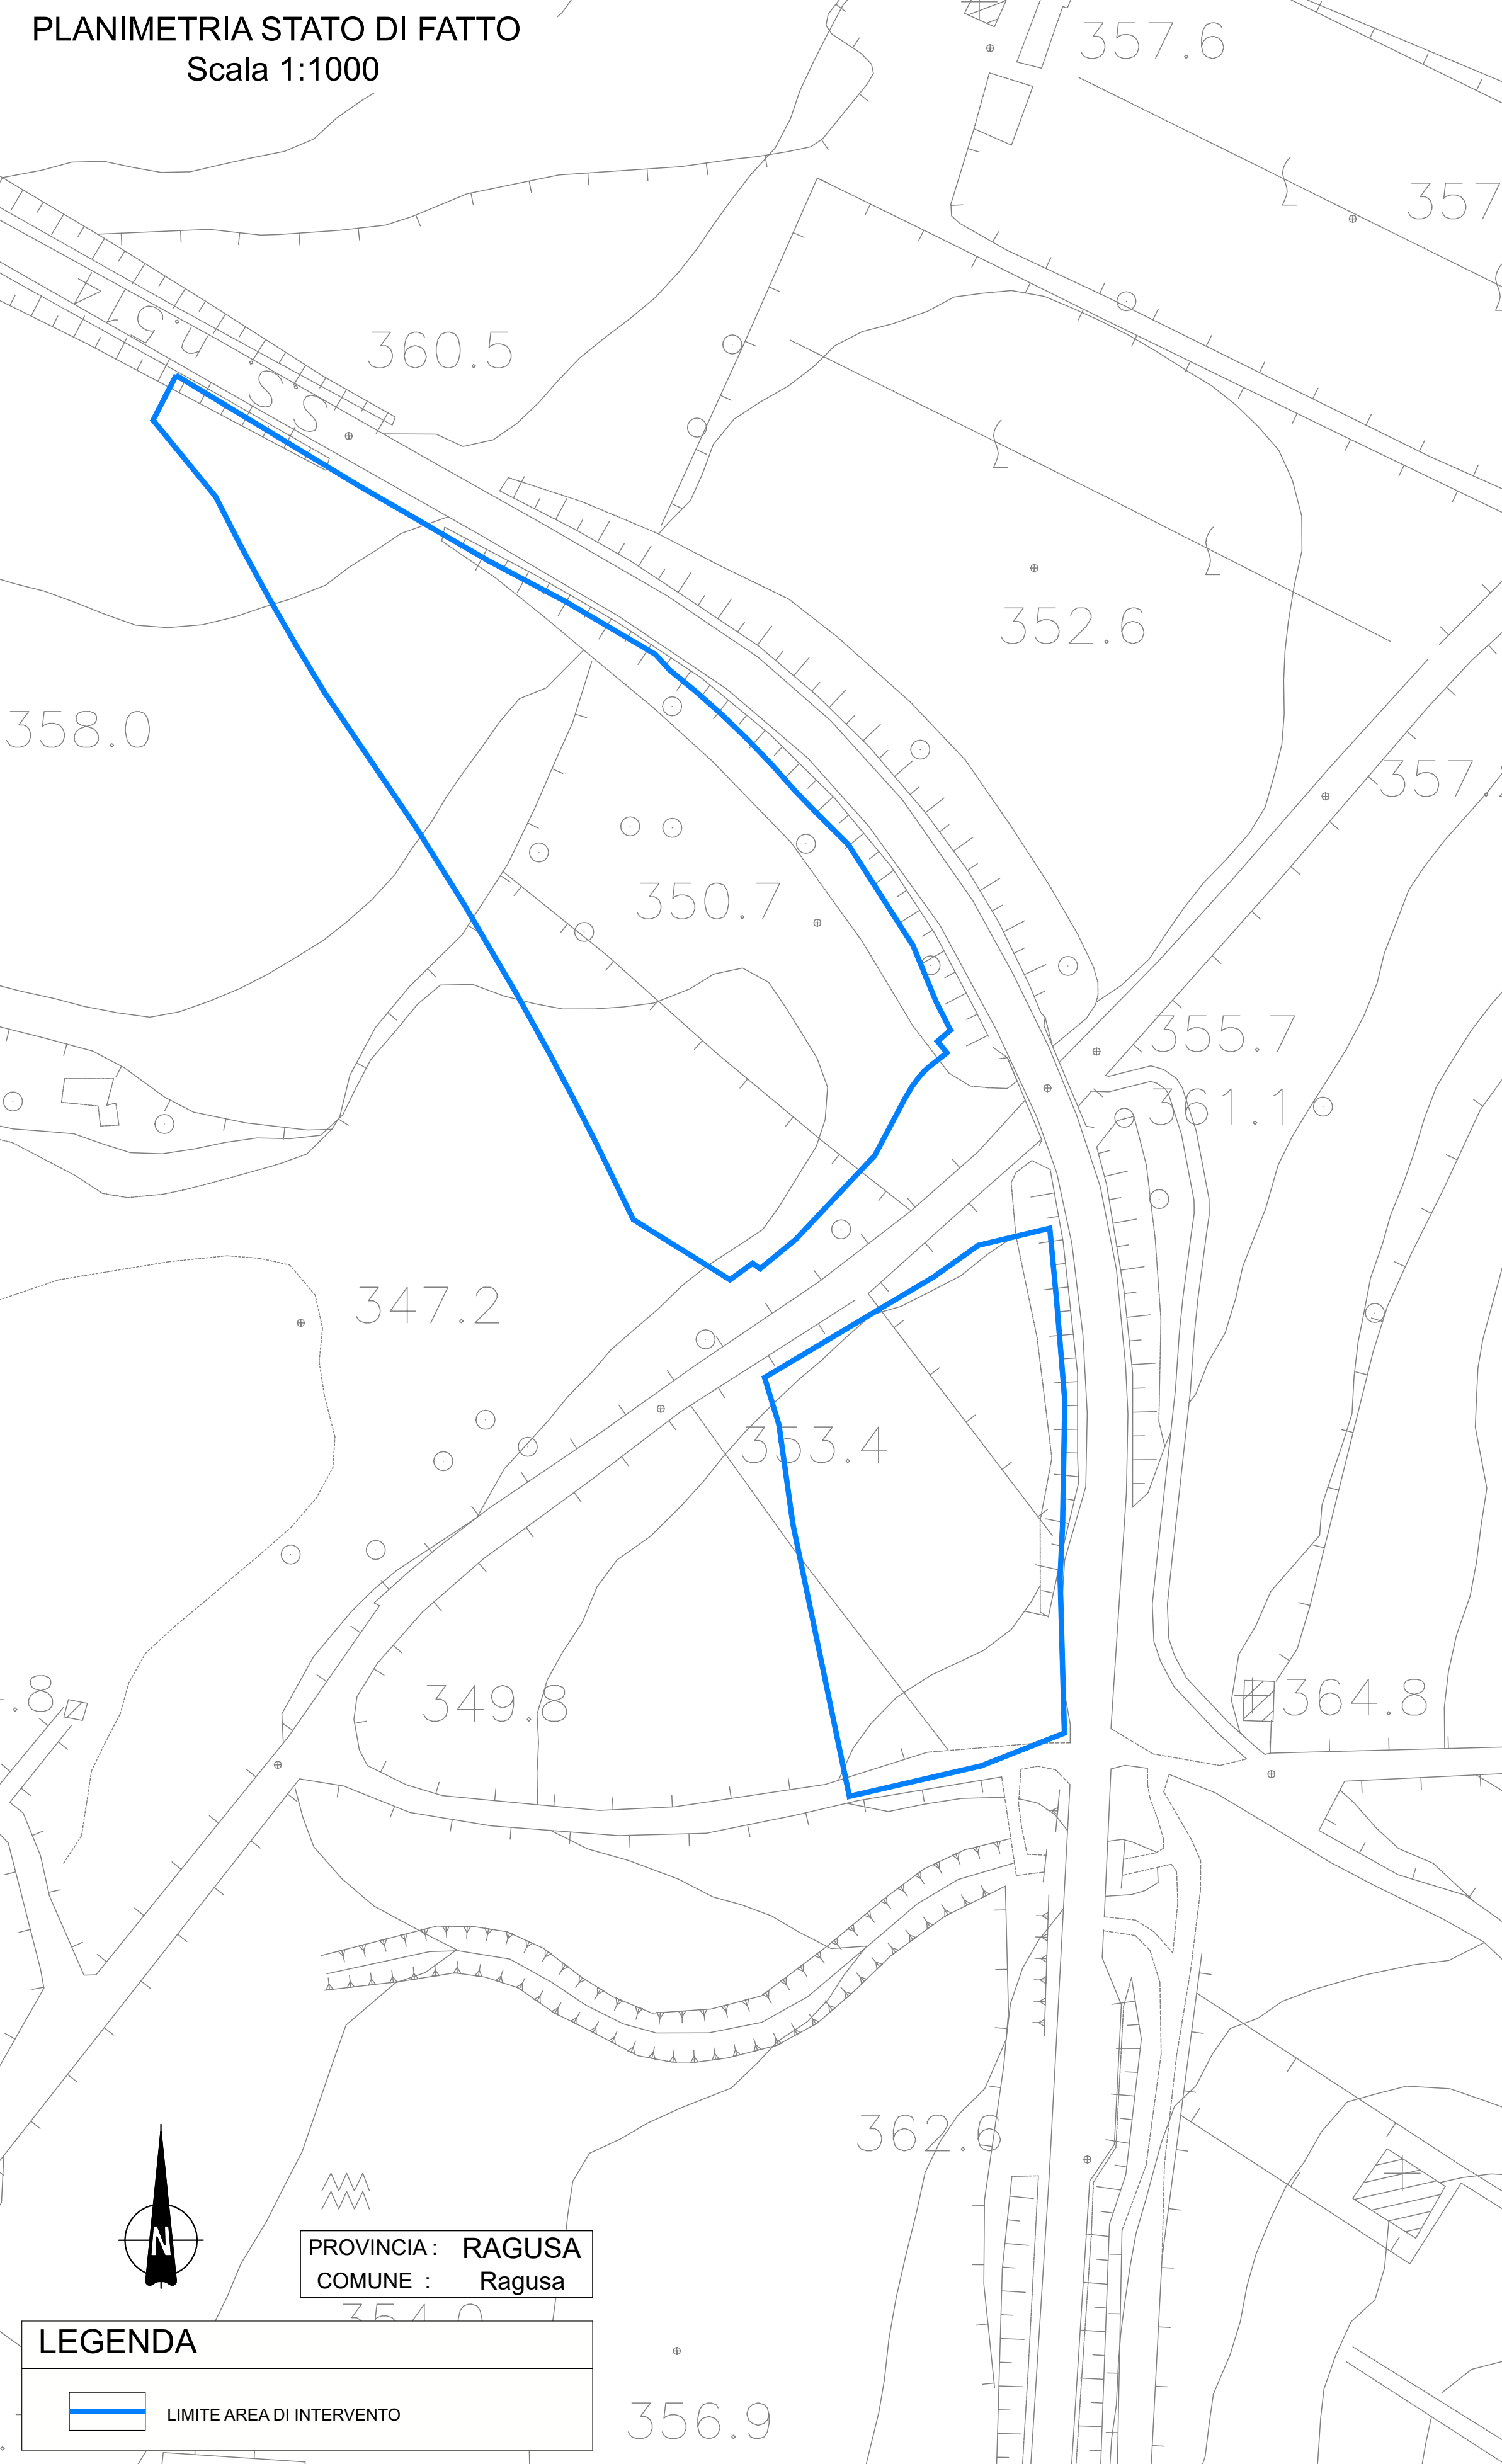 PLANIMETRIA STATO DI FATTO
Scala 1:1000
357.6
357
S.S. n.514
360.5
352.6
358.0
357.
350.7
355.7
361.1
347.2
353.4
.8
349.8
364.8
362.6
N
PROVINCIA : RAGUSA
COMUNE : Ragusa
LEGENDA
LIMITE AREA DI INTERVENTO
356.9